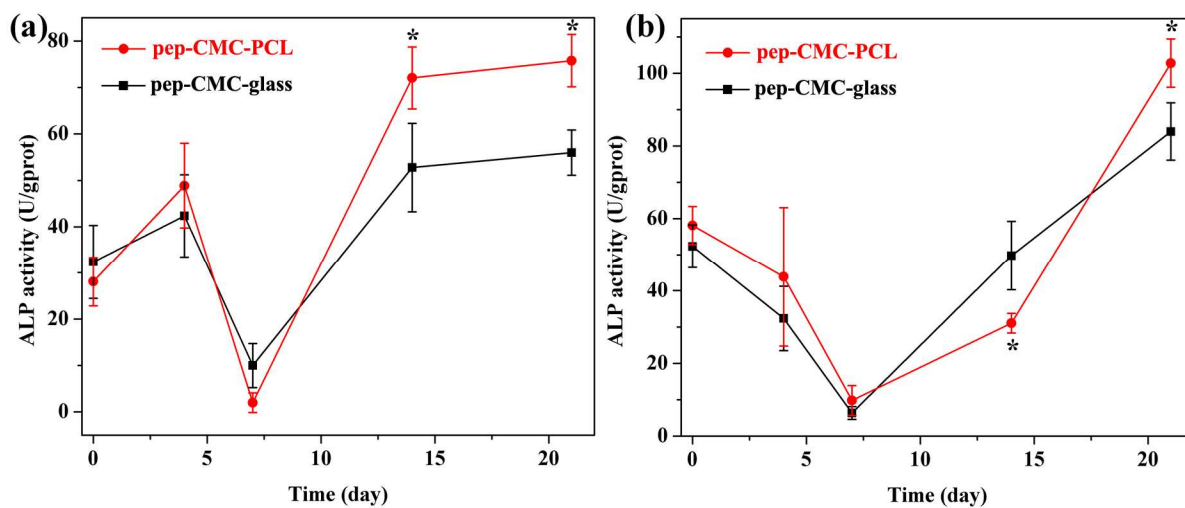 (a)
pep-CMC-PCL
pep-CMC-glass
* *
80
60
40
20
0
ALP activity (U/gprot)
0 5 10 15 20
Time (day)
(b)
pep-CMC-PCL
pep-CMC-glass
*
*
100
80
60
40
20
0
ALP activity (U/gprot)
0 5 10 15 20
Time (day)